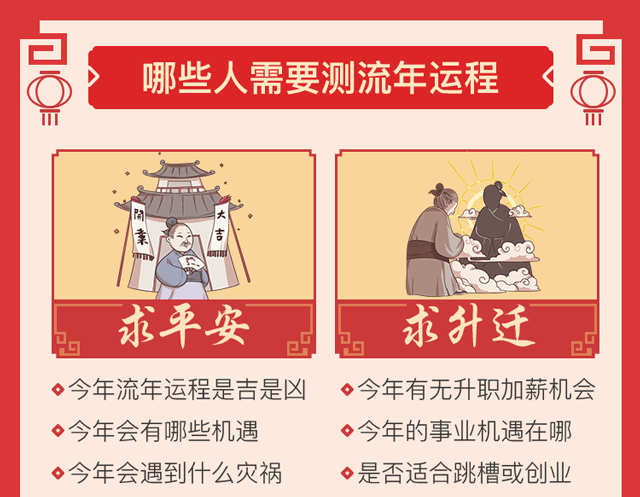 哪些人需要测流年运程
開業
大吉
求平安
求升迁
今年流年运程是吉是凶
今年会有哪些机遇
今年会遇到什么灾祸
今年有无升职加薪机会
今年的事业机遇在哪
是否适合跳槽或创业